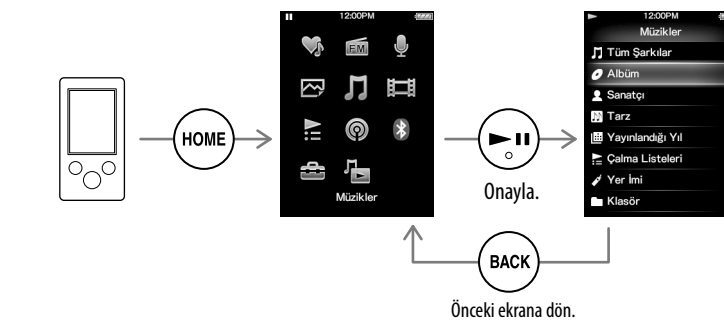 12:00PM
FM
Müzikler
HOME
Onayla.
12:00PM
Müzikler
Tüm Şarkılar
Albüm
Sanatçı
Tarz
Yayınlandığı Yıl
Çalma Listeleri
Yer İmi
Klasör
BACK
Önceki ekrana dön.